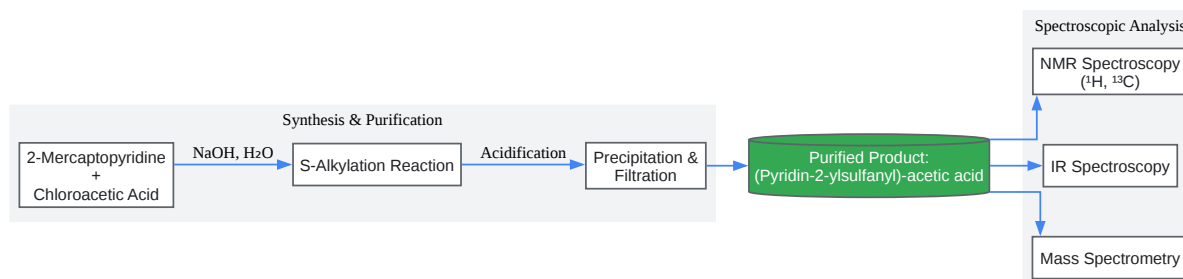 Synthesis & Purification
2-Mercaptopyridine
+
Chloroacetic Acid
NaOH, H₂O
S-Alkylation Reaction
Acidification
Precipitation &
Filtration
Purified Product:
(Pyridin-2-ylsulfanyl)-acetic acid
Spectroscopic Analysis
NMR Spectroscopy
(¹H, ¹³C)
IR Spectroscopy
Mass Spectrometry